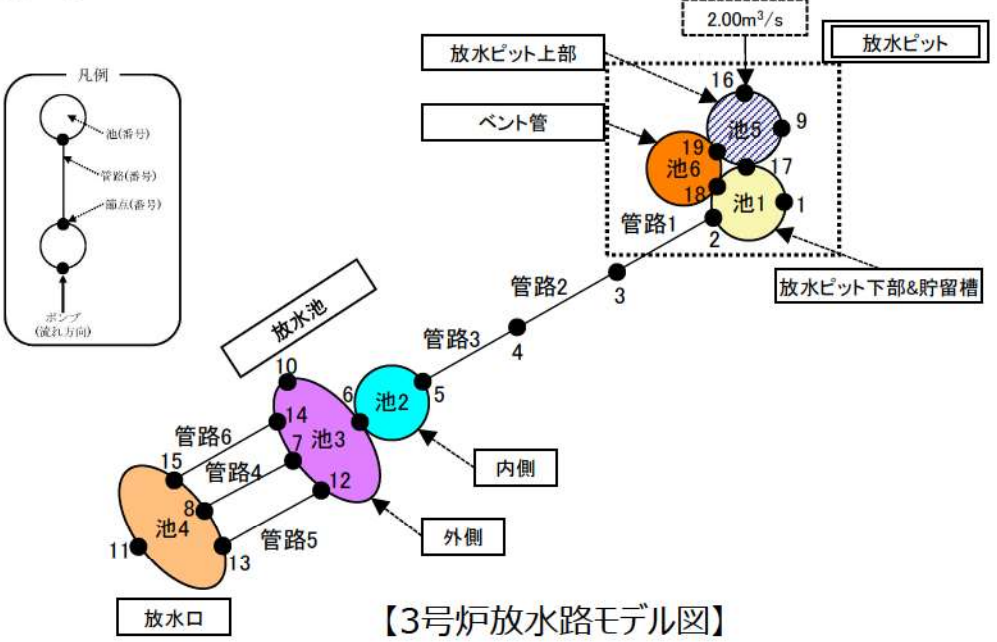 2.00m³/s
放水ピット
放水ピット上部
凡例
池(番号)
管路(番号)
節点(番号)
ポンプ
(流れ方向)
ベント管
16
池5
9
19
池6
17
18
池1
1
管路1
2
放水ピット下部&貯留槽
3
管路2
4
管路3
放水池
10
6
池2
5
14
池3
7
管路6
15
管路4
12
内側
8
池4
管路5
外側
11
13
放水口
【3号炉放水路モデル図】